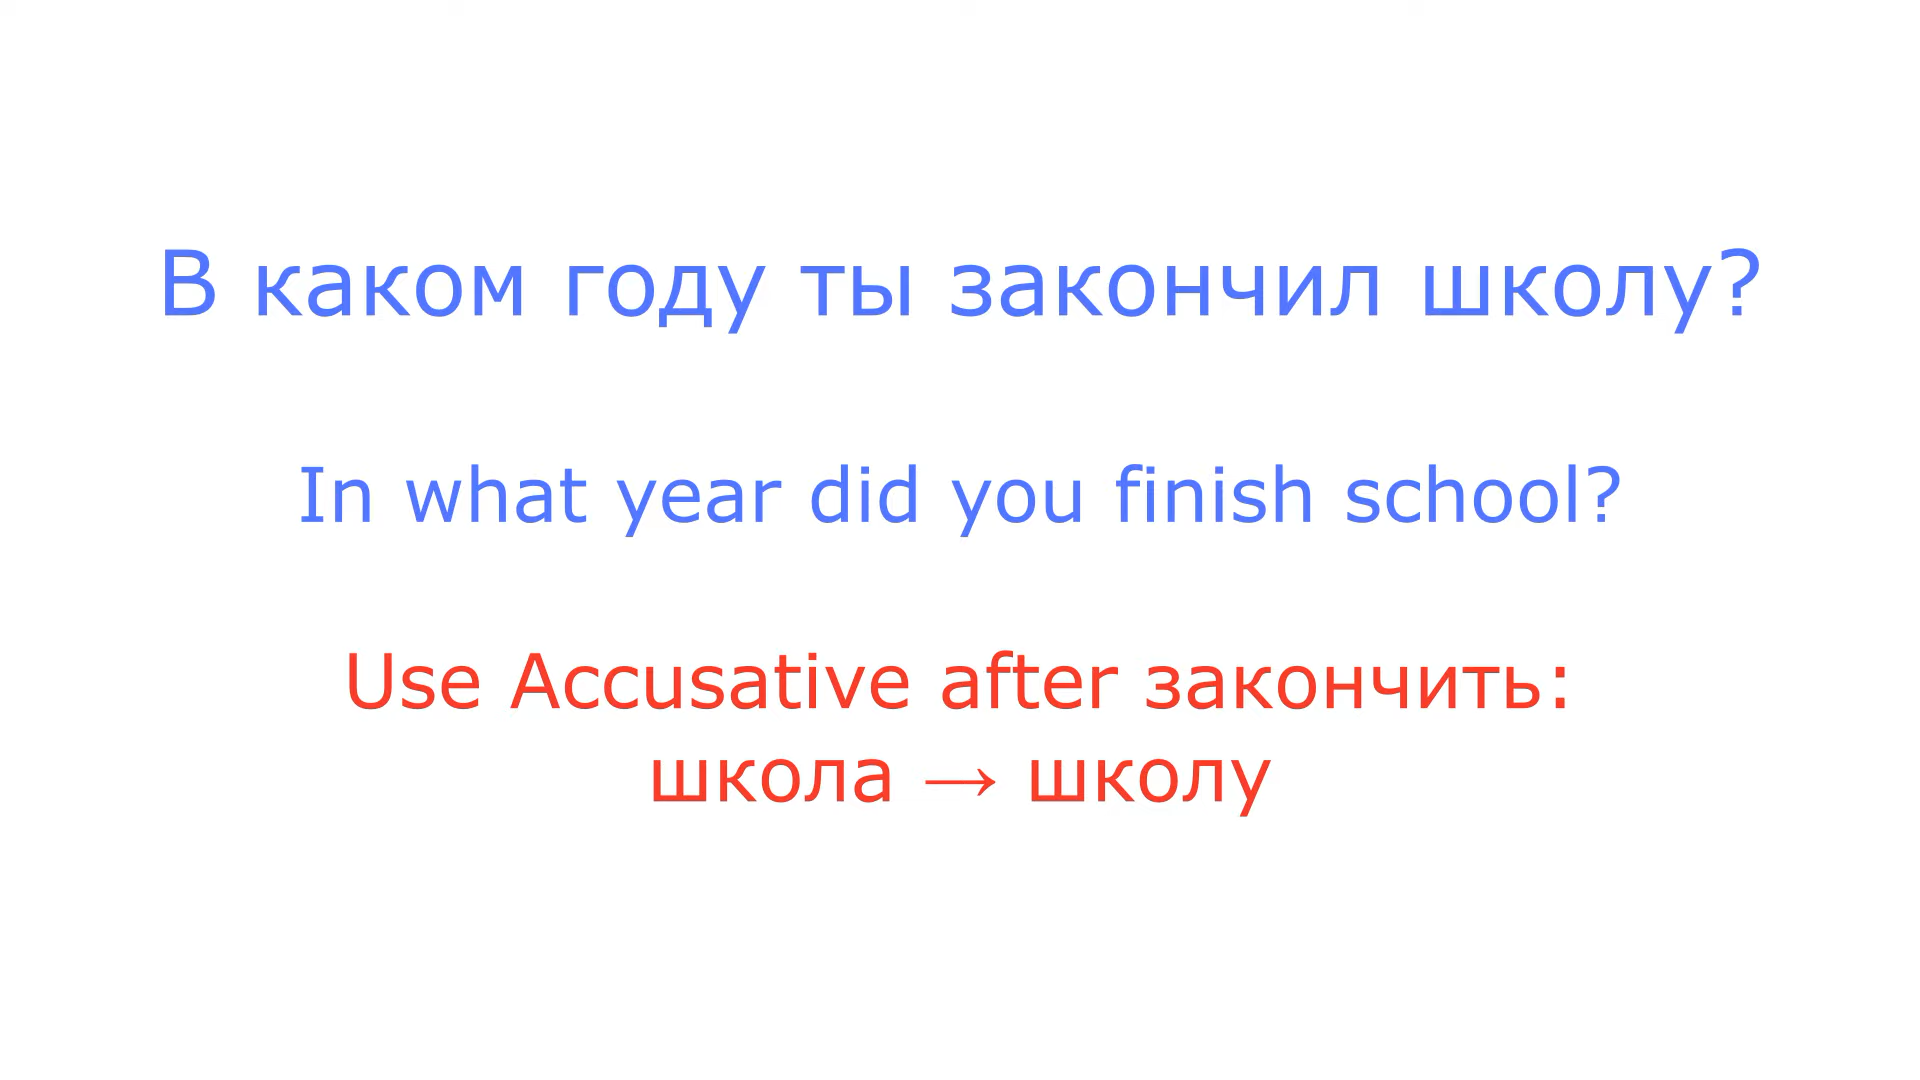 В каком году ты закончил школу?
In what year did you finish school?
Use Accusative after закончить:
школа → школу